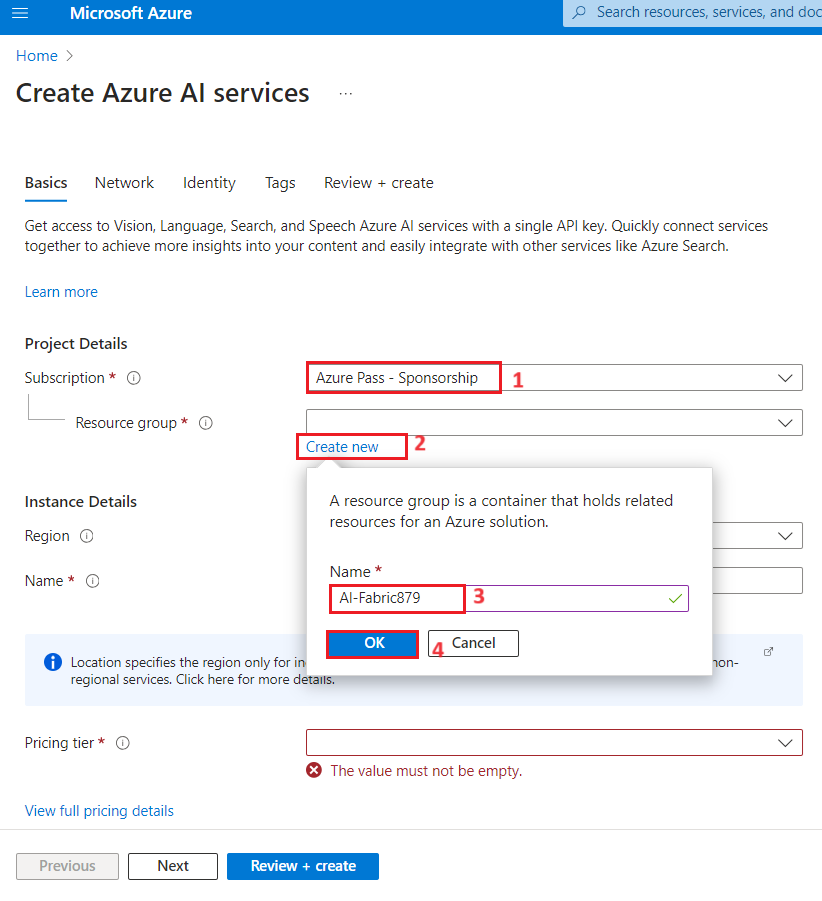 Microsoft Azure
Search resources, services, and doc
Home >
Create Azure AI services ...
Basics Network Identity Tags Review + create
Get access to Vision, Language, Search, and Speech Azure AI services with a single API key. Quickly connect services
together to achieve more insights into your content and easily integrate with other services like Azure Search.
Learn more
Project Details
Subscription *
Azure Pass - Sponsorship
1
Resource group *
Create new
2
A resource group is a container that holds related
resources for an Azure solution.
Name *
AI-Fabric879
3
OK
4
Cancel
Instance Details
Region
Name *
Location specifies the region only for in
non-
regional services. Click here for more details.
Pricing tier *
The value must not be empty.
View full pricing details
Previous Next Review + create